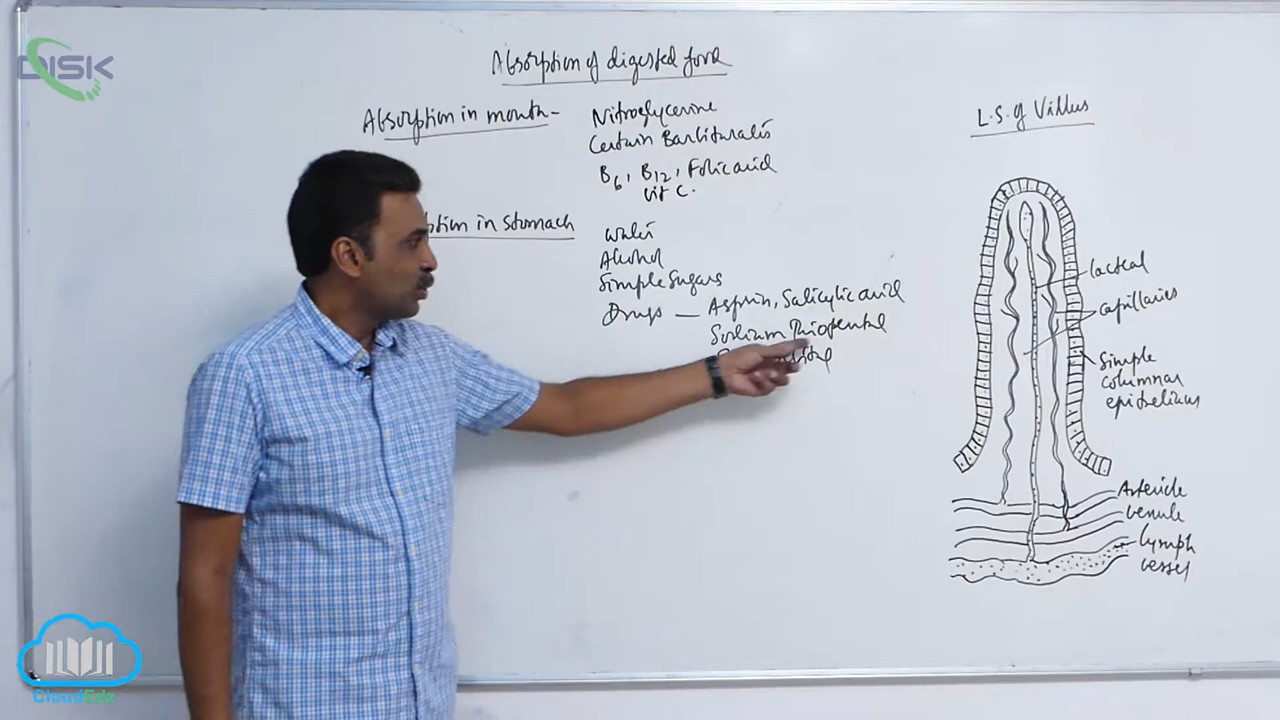 DISK
Absorption of digested food
Absorption in mouth - Nitroglycerine
Certain Barbiturates
B6, B12, Folic acid
Vit C.
ption in stomach
Water
Alcohol
Simple sugars
Drugs — Aspirin, Salicylic acid
Sodium Thiopental
L.S. of Villus
lacteal
capillaries
Simple
columnar
epithelium
Arteriole
venule
lymph
vessel